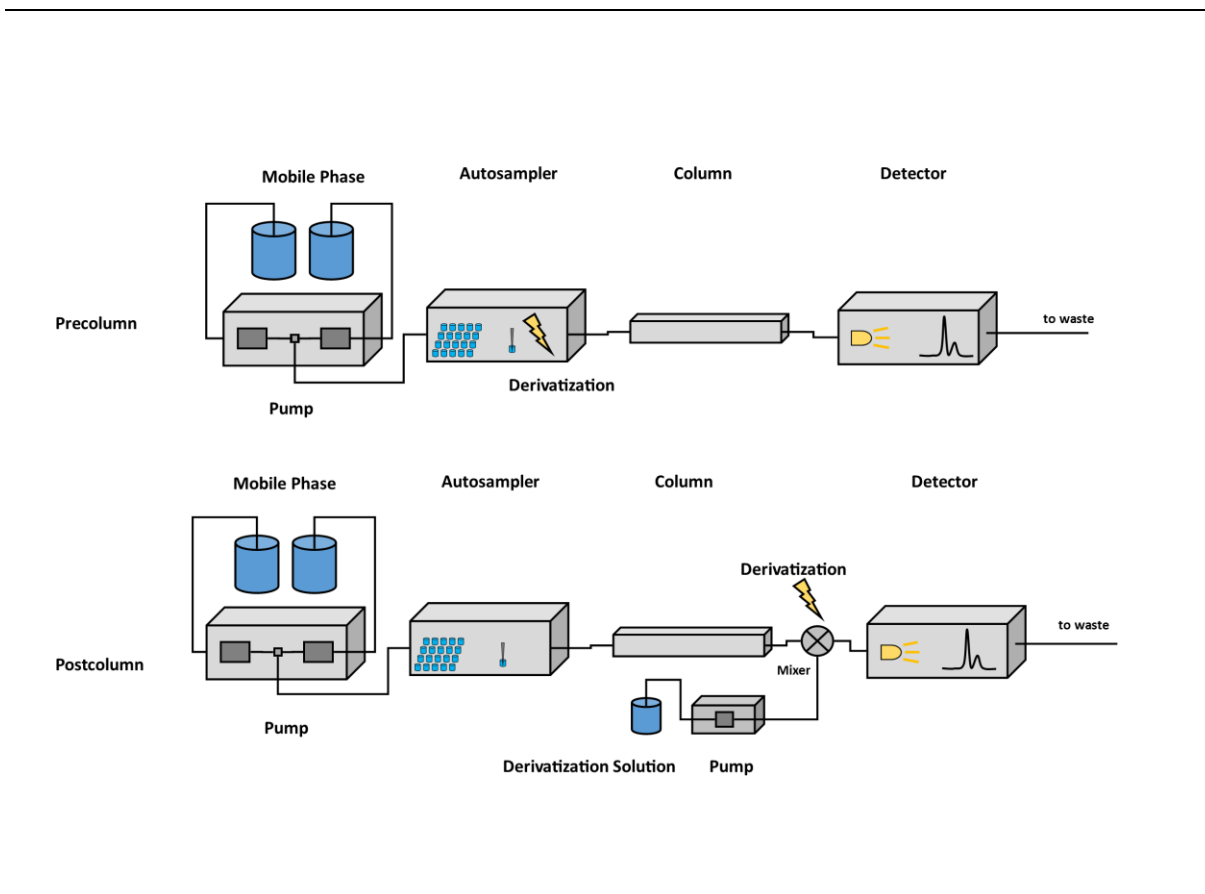 Mobile Phase
Autosampler
Column
Detector
Precolumn
to waste
Derivatization
Pump
Mobile Phase
Autosampler
Column
Detector
Derivatization
to waste
Postcolumn
Mixer
Pump
Derivatization Solution
Pump